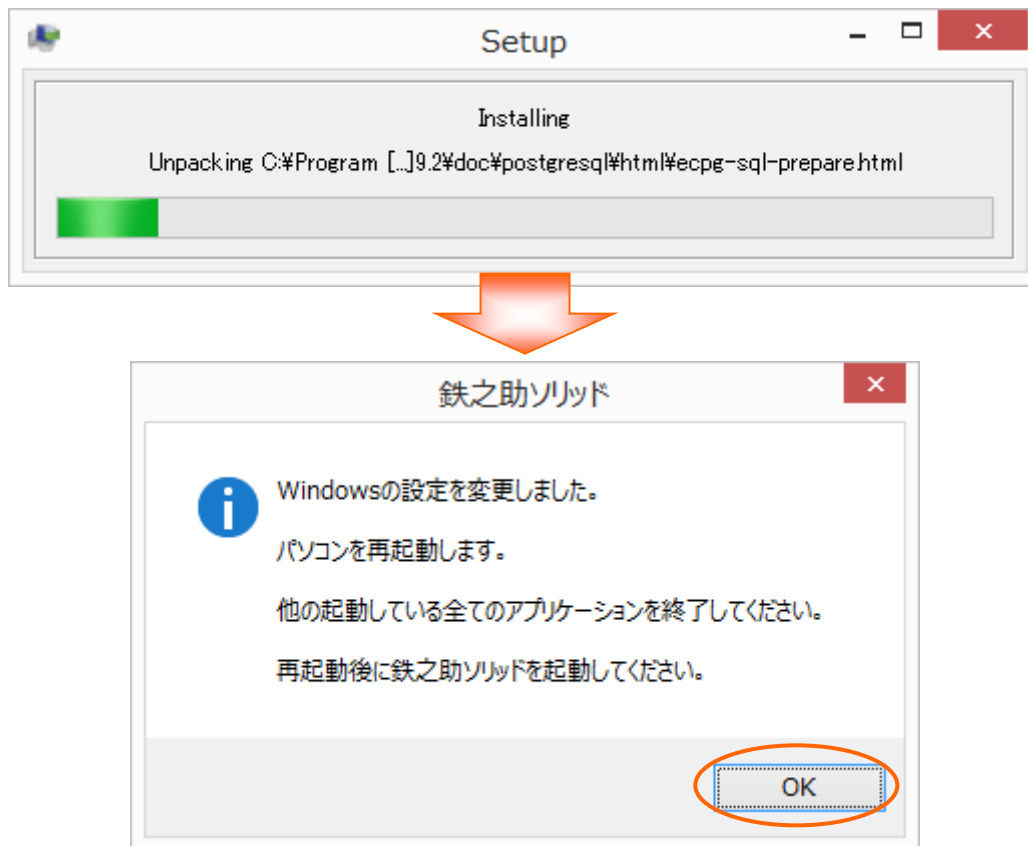 Setup
Installing
Unpacking C:¥Program [...]9.2¥doc¥postgresql¥html¥ecpg-sql-prepare.html
鉄之助ソリッド
Windowsの設定を変更しました。
パソコンを再起動します。
他の起動している全てのアプリケーションを終了してください。
再起動後に鉄之助ソリッドを起動してください。
OK